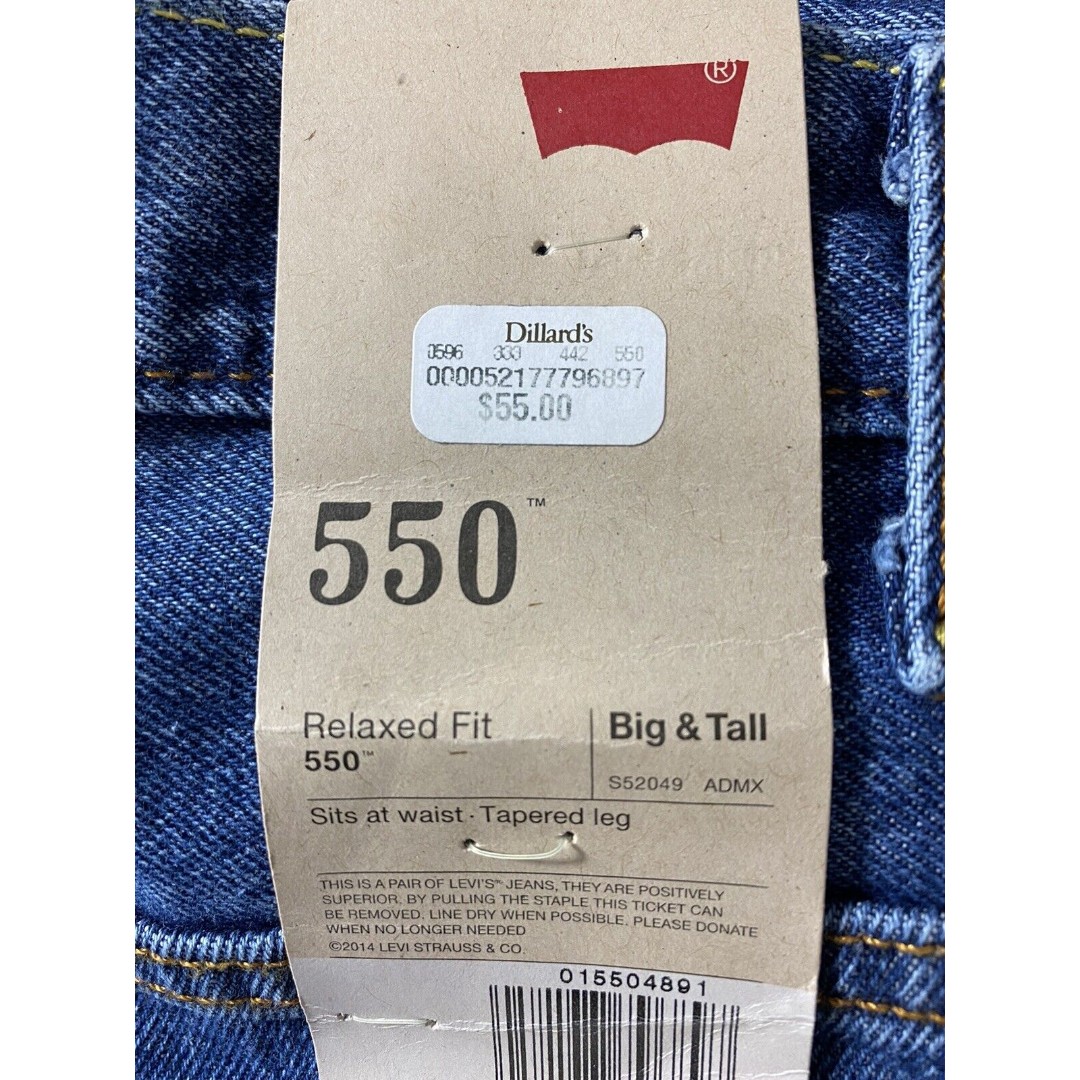 ®
Dillard's
0596 333 442 550
0000052177796897
$55.00
550™
Relaxed Fit
550™
Big & Tall
S52049 ADMX
Sits at waist · Tapered leg
THIS IS A PAIR OF LEVI'S™ JEANS, THEY ARE POSITIVELY
SUPERIOR. BY PULLING THE STAPLE THIS TICKET CAN
BE REMOVED. LINE DRY WHEN POSSIBLE. PLEASE DONATE
WHEN NO LONGER NEEDED
©2014 LEVI STRAUSS & CO.
015504891